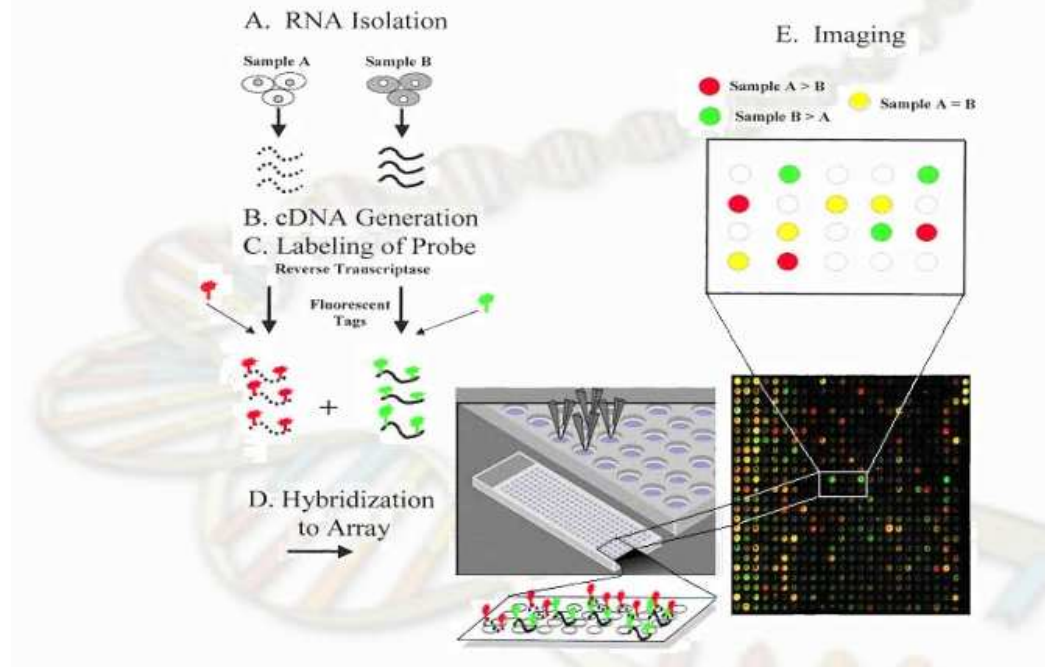 A. RNA Isolation
Sample A
Sample B
B. cDNA Generation
C. Labeling of Probe
Reverse Transcriptase
Fluorescent
Tags
+
D. Hybridization
to Array
E. Imaging
Sample A > B
Sample B > A
Sample A = B